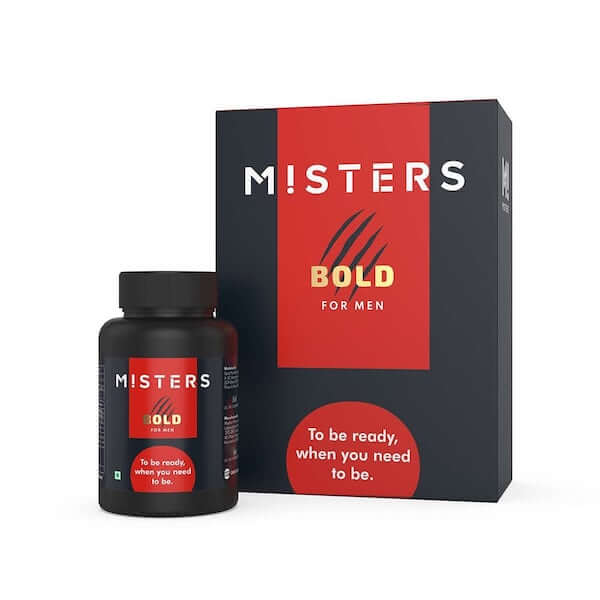 M!STERS
BOLD
FOR MEN
To be ready,
when you need
to be.
M!STERS
BOLD
FOR MEN
To be ready,
when you need
to be.